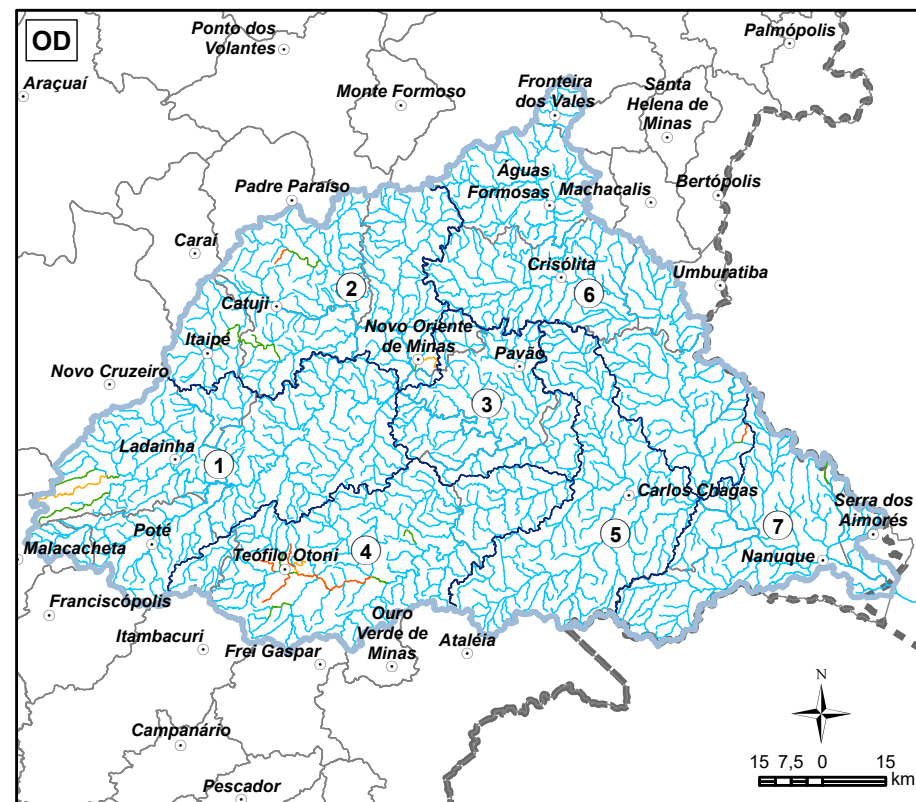 OD
Ponto dos
Volantes
Palmópolis
Araçuaí
Monte Formoso
Fronteira
dos Vales
Santa
Helena de
Minas
Padre Paraíso
Águas
Formosas
Machacalis
Bertópolis
Caraí
Crisólita
Umburatiba
2
6
Catuji
Itaipé
Novo Oriente
de Minas
Pavão
Novo Cruzeiro
3
Ladainha
1
Carlos Chagas
Serra dos
Aimorés
Malacacheta
Poté
4
5
7
Teófilo Otoni
Nanuque
Franciscópolis
Itambacuri
Ouro
Verde de
Minas
Frei Gaspar
Ataléia
Campanário
Pescador
N
15 7,5 0 15
km